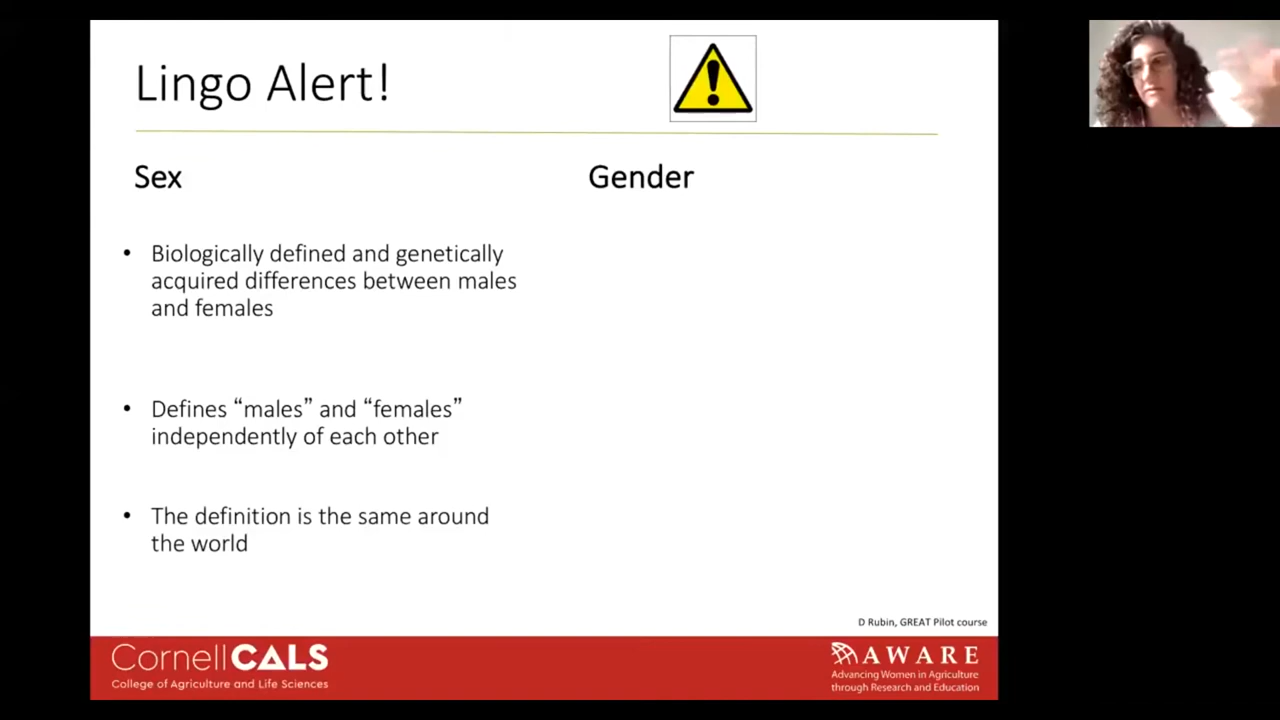 Lingo Alert!
Sex
Gender
• Biologically defined and genetically
acquired differences between males
and females
• Defines “males” and “females”
independently of each other
• The definition is the same around
the world
D Rubin, GREAT Pilot course
CornellCALS
College of Agriculture and Life Sciences
AWARE
Advancing Women in Agriculture
through Research and Education